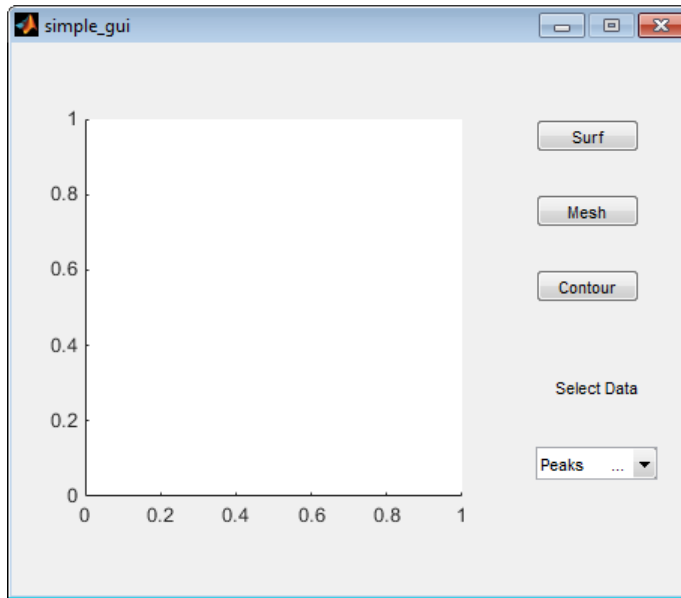 simple_gui
1
0.8
0.6
0.4
0.2
0
0 0.2 0.4 0.6 0.8 1
Surf
Mesh
Contour
Select Data
Peaks ...